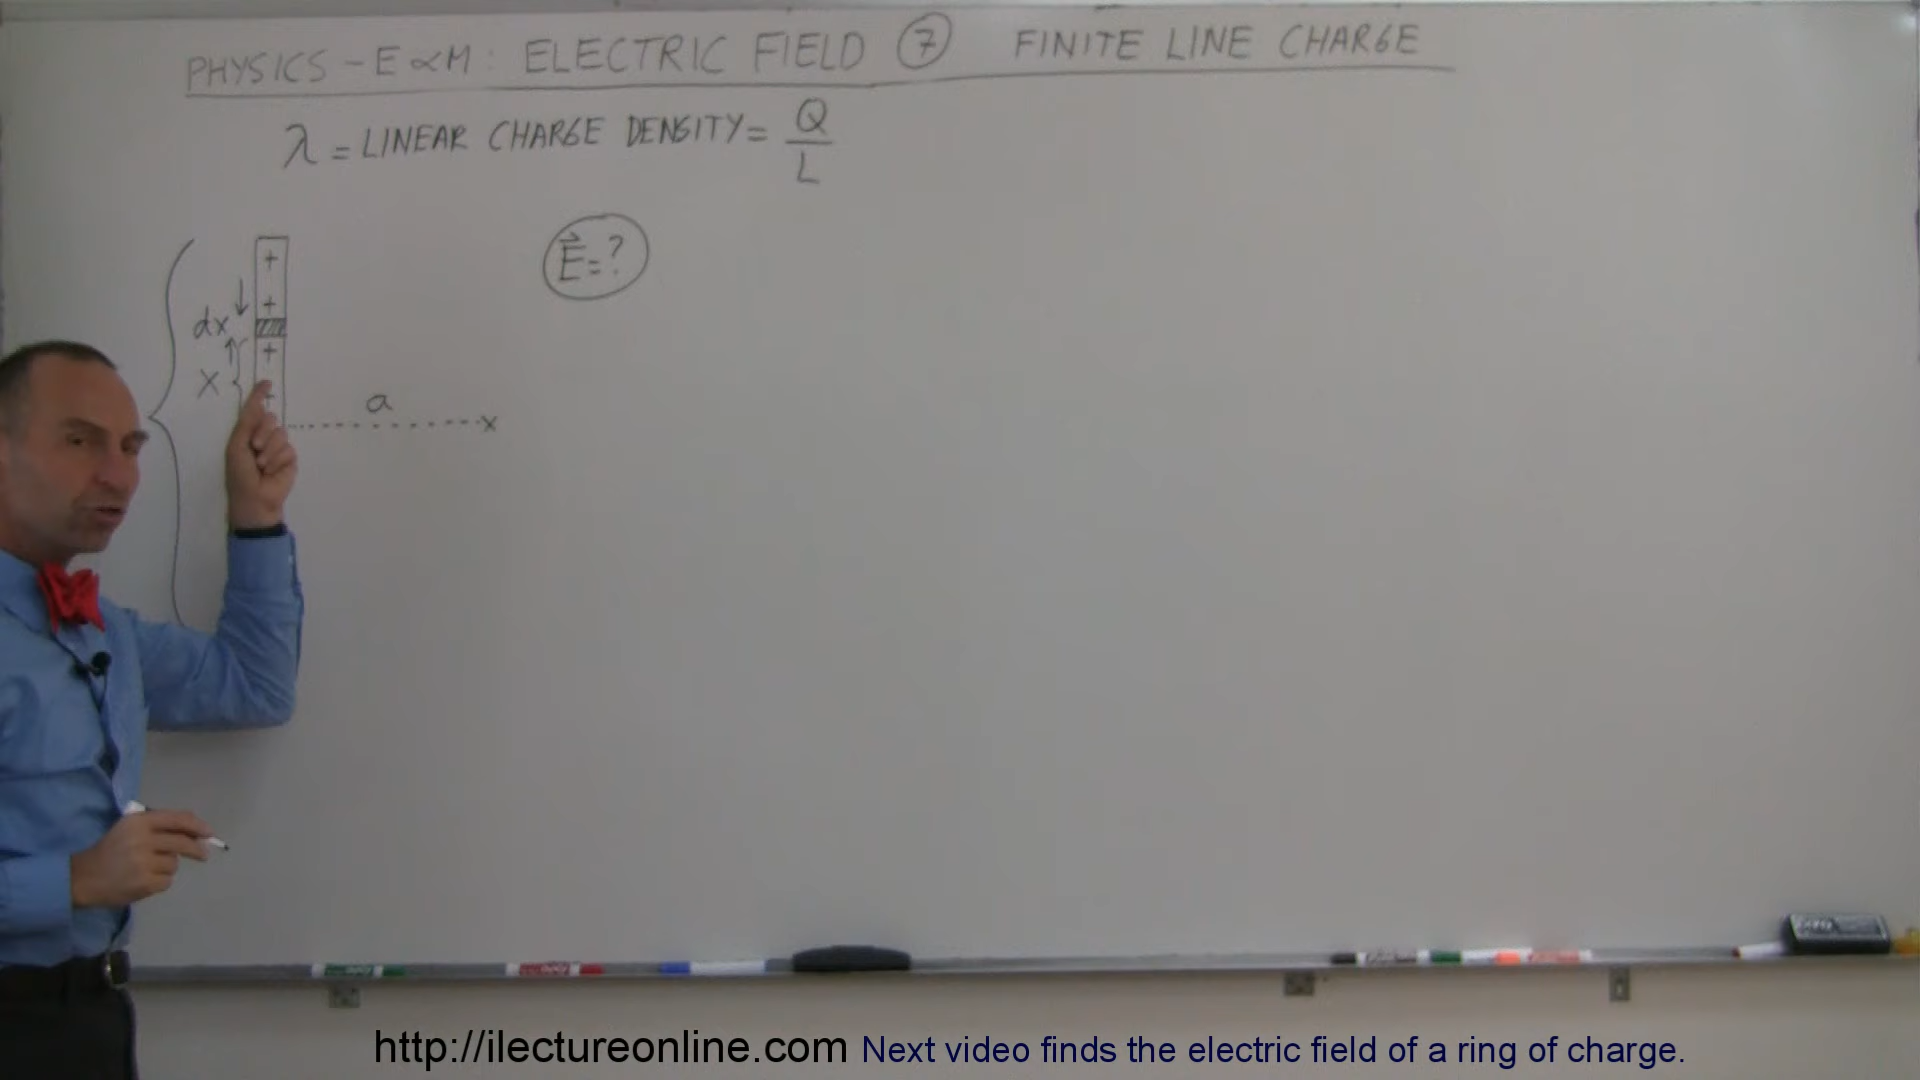 PHYSICS - E ∝ M : ELECTRIC FIELD ⑦ FINITE LINE CHARGE
λ = LINEAR CHARGE DENSITY = Q/L
E⃗ = ?
+
+
dx
+
x
+
a
x
http://ilectureonline.com Next video finds the electric field of a ring of charge.